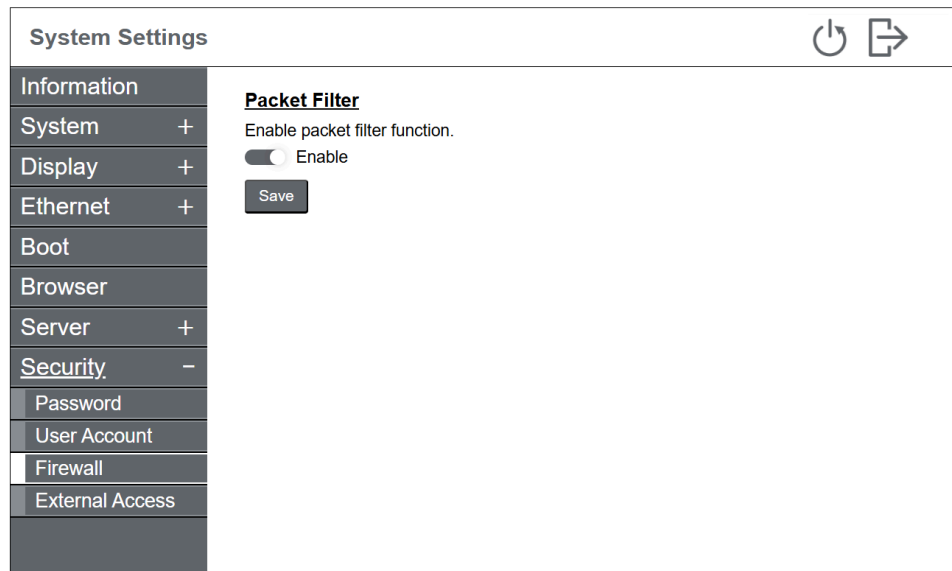 System Settings
Information
System +
Display +
Ethernet +
Boot
Browser
Server +
Security -
Password
User Account
Firewall
External Access
Packet Filter
Enable packet filter function.
Enable
Save